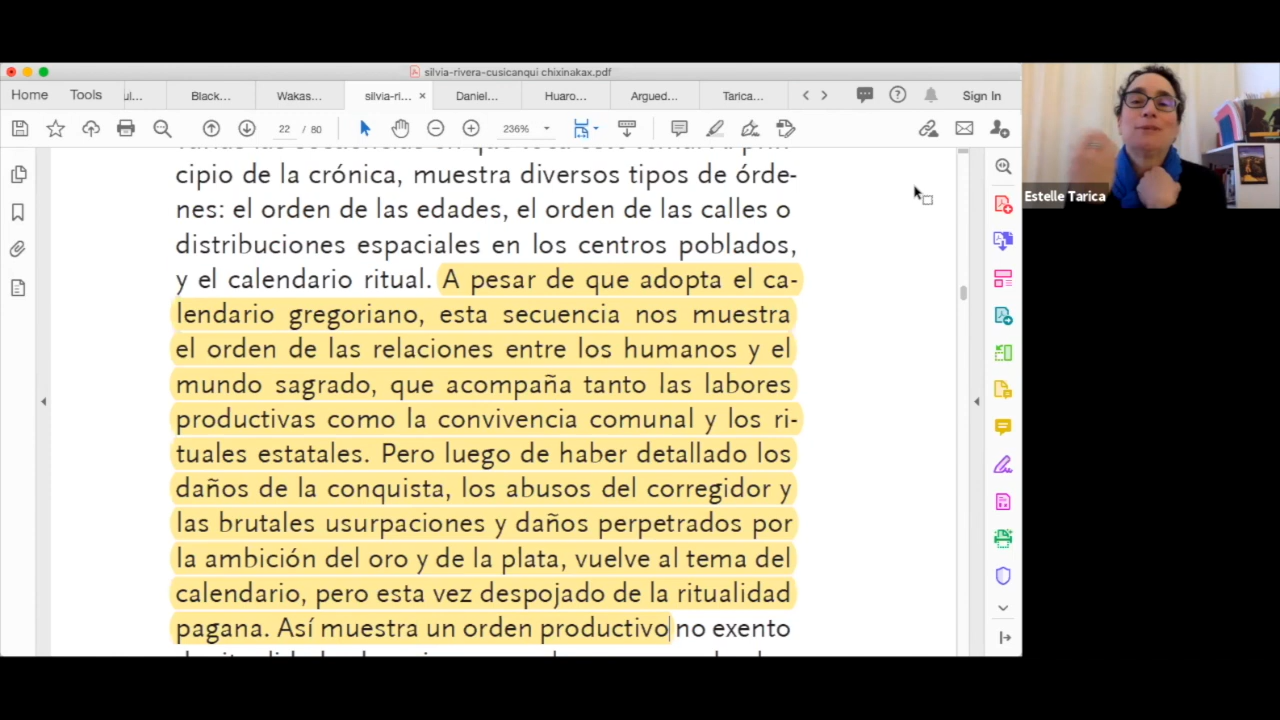 silvia-rivera-cusicanqui chixinakax.pdf
Home Tools ul... Black... Wakas... silvia-ri... × Daniel... Huaro... Argued... Tarica... Sign In
22 / 80 236%
cipio de la crónica, muestra diversos tipos de órde-
nes: el orden de las edades, el orden de las calles o
distribuciones espaciales en los centros poblados,
y el calendario ritual. A pesar de que adopta el ca-
lendario gregoriano, esta secuencia nos muestra
el orden de las relaciones entre los humanos y el
mundo sagrado, que acompaña tanto las labores
productivas como la convivencia comunal y los ri-
tuales estatales. Pero luego de haber detallado los
daños de la conquista, los abusos del corregidor y
las brutales usurpaciones y daños perpetrados por
la ambición del oro y de la plata, vuelve al tema del
calendario, pero esta vez despojado de la ritualidad
pagana. Así muestra un orden productivo no exento
Estelle Tarica